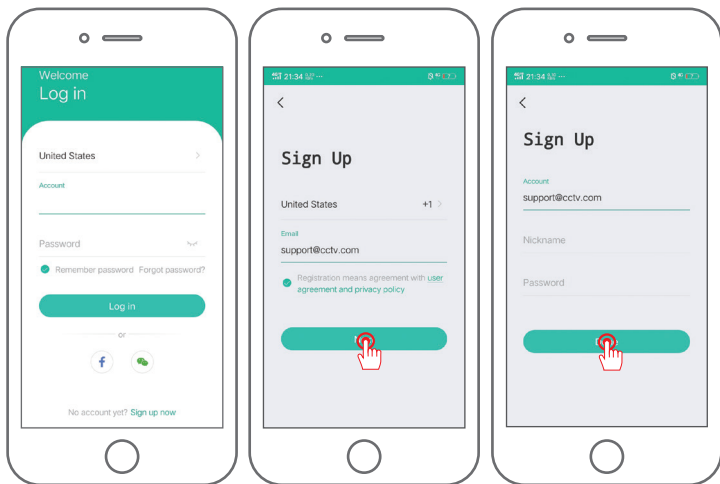 Welcome
Log in
United States
Account
Password
Remember password Forgot password?
Log in
or
No account yet? Sign up now
21:34
Sign Up
United States +1
Email
support@cctv.com
Registration means agreement with user
agreement and privacy policy
21:34
Sign Up
Account
support@cctv.com
Nickname
Password